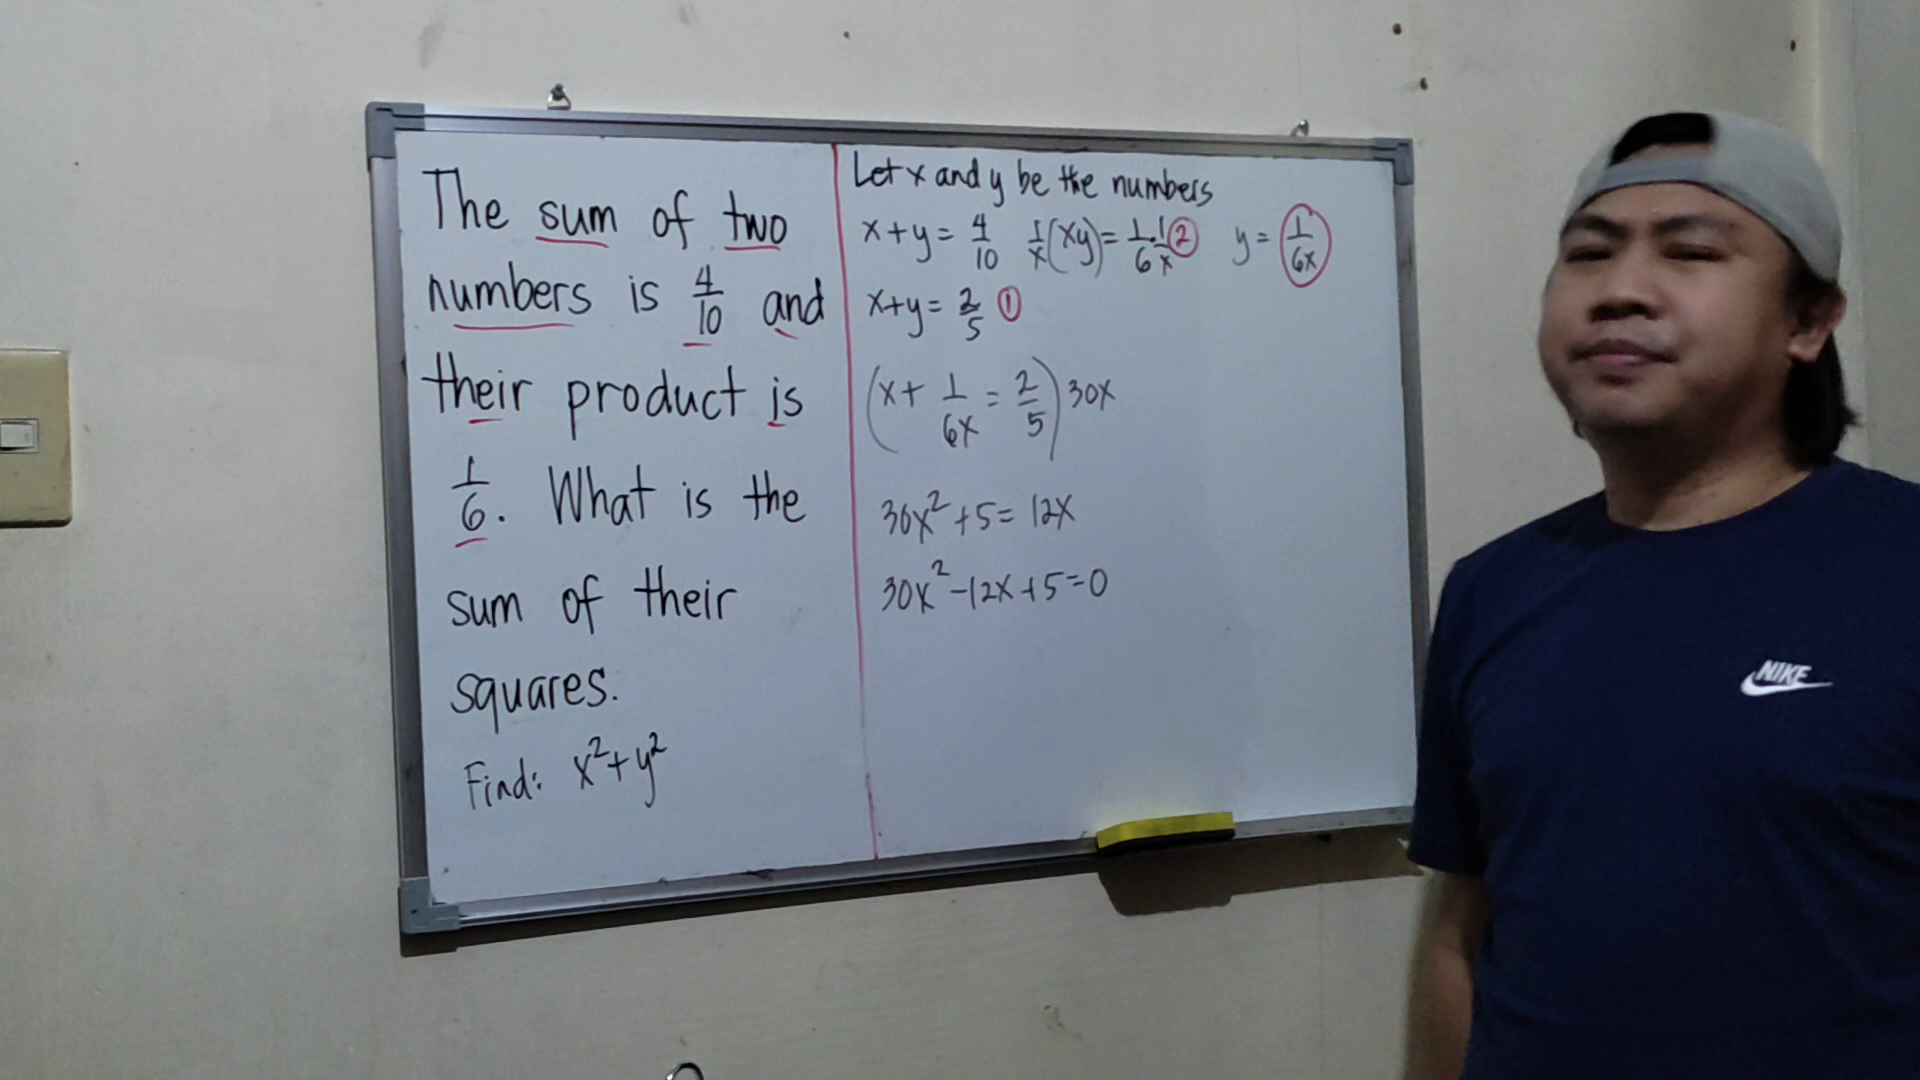 The sum of two
numbers is 4/10 and
their product is
1/6. What is the
sum of their
squares.
Find: x²+y²
Let x and y be the numbers
x+y = 4/10 1/x(xy) = 1/6·1/x ② y = 1/6x
x+y = 2/5 ①
(x + 1/6x = 2/5) 30x
30x² + 5 = 12x
30x² - 12x + 5 = 0
NIKE